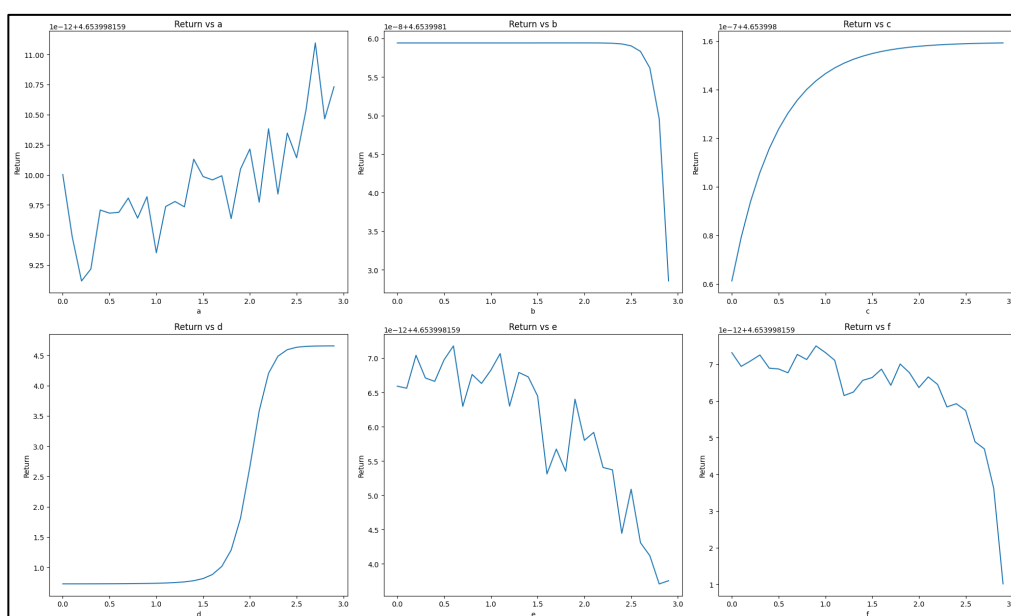 Return vs a
1e-12+4.653998159
11.00
10.75
10.50
10.25
10.00
9.75
9.50
9.25
Return
0.0 0.5 1.0 1.5 2.0 2.5 3.0
a
Return vs b
1e-8+4.6539981
6.0
5.5
5.0
4.5
4.0
3.5
3.0
Return
0.0 0.5 1.0 1.5 2.0 2.5 3.0
b
Return vs c
1e-7+4.653998
1.6
1.4
1.2
1.0
0.8
0.6
Return
0.0 0.5 1.0 1.5 2.0 2.5 3.0
c
Return vs d
4.5
4.0
3.5
3.0
2.5
2.0
1.5
1.0
Return
0.0 0.5 1.0 1.5 2.0 2.5 3.0
d
Return vs e
1e-12+4.653998159
7.0
6.5
6.0
5.5
5.0
4.5
4.0
Return
0.0 0.5 1.0 1.5 2.0 2.5 3.0
e
Return vs f
1e-12+4.653998159
7
6
5
4
3
2
1
Return
0.0 0.5 1.0 1.5 2.0 2.5 3.0
f